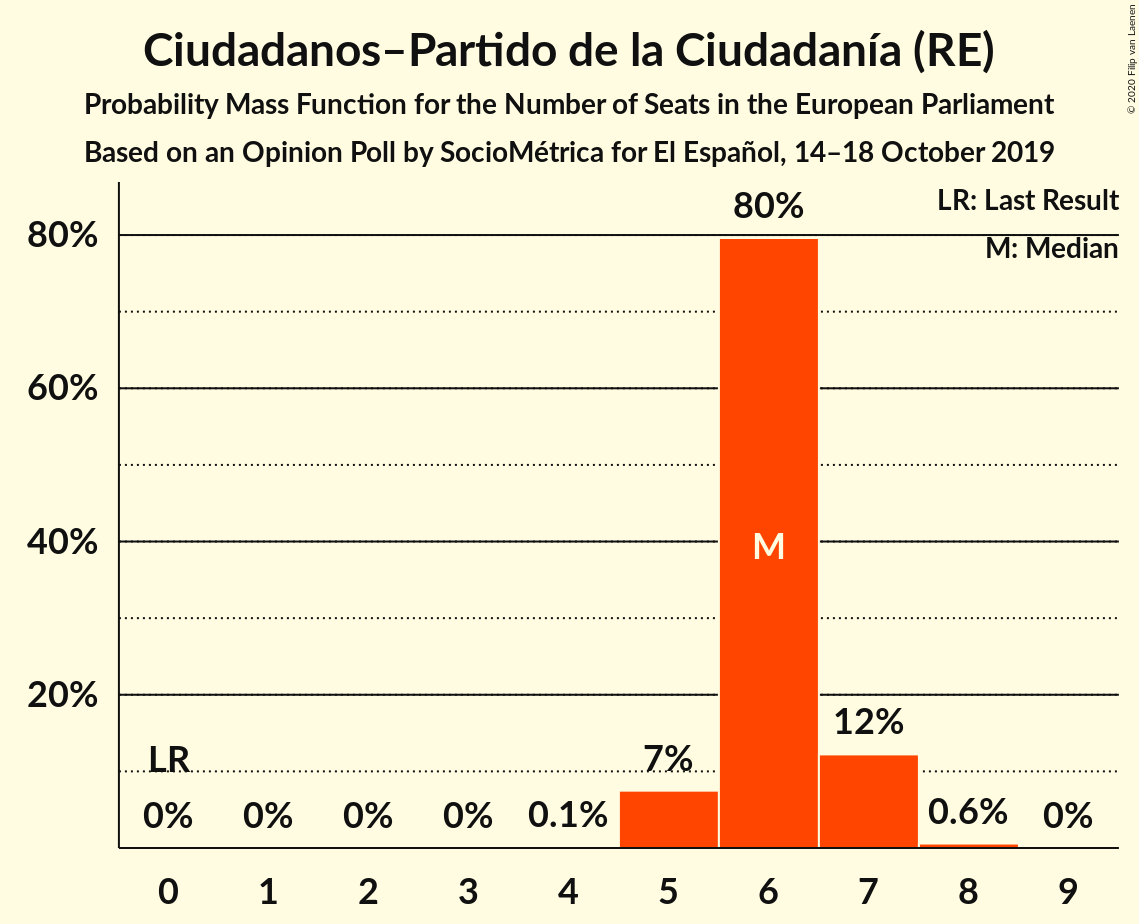 Ciudadanos–Partido de la Ciudadanía (RE)
Probability Mass Function for the Number of Seats in the European Parliament
Based on an Opinion Poll by SocioMétrica for El Español, 14–18 October 2019
© 2020 Filip van Laenen
LR: Last Result
M: Median
80%
60%
40%
20%
LR
0%
0%
0%
0%
0.1%
7%
80%
M
12%
0.6%
0%
0 1 2 3 4 5 6 7 8 9